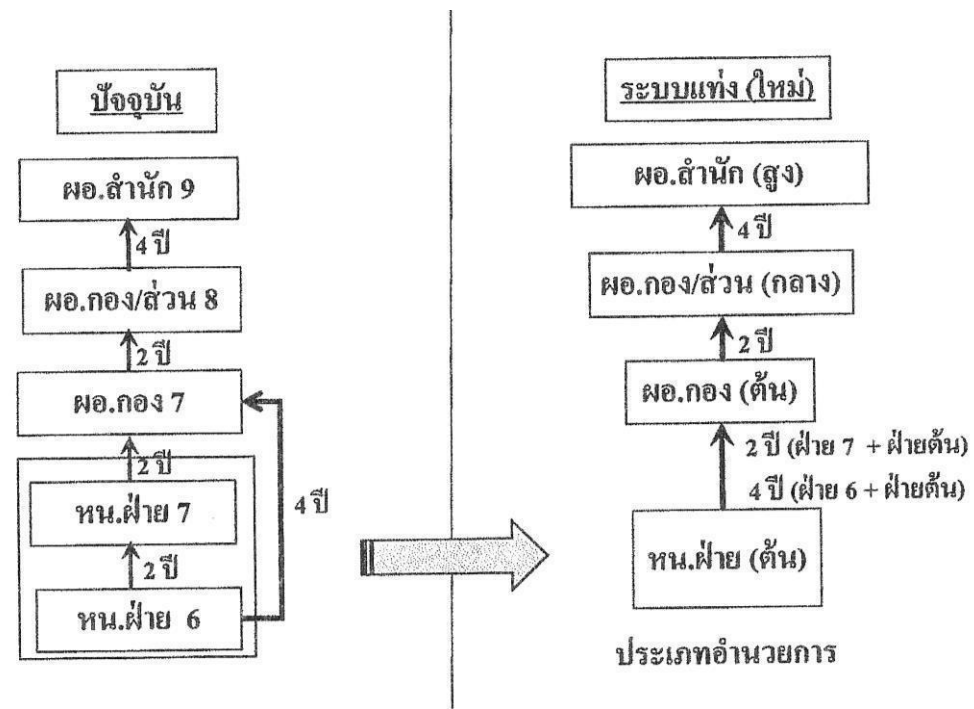 ปัจจุบัน
ผอ.สำนัก 9
4 ปี
ผอ.กอง/ส่วน 8
2 ปี
ผอ.กอง 7
2 ปี
หน.ฝ่าย 7
4 ปี
2 ปี
หน.ฝ่าย 6
ระบบแท่ง (ใหม่)
ผอ.สำนัก (สูง)
4 ปี
ผอ.กอง/ส่วน (กลาง)
2 ปี
ผอ.กอง (ต้น)
2 ปี (ฝ่าย 7 + ฝ่ายต้น)
4 ปี (ฝ่าย 6 + ฝ่ายต้น)
หน.ฝ่าย (ต้น)
ประเภทอำนวยการ